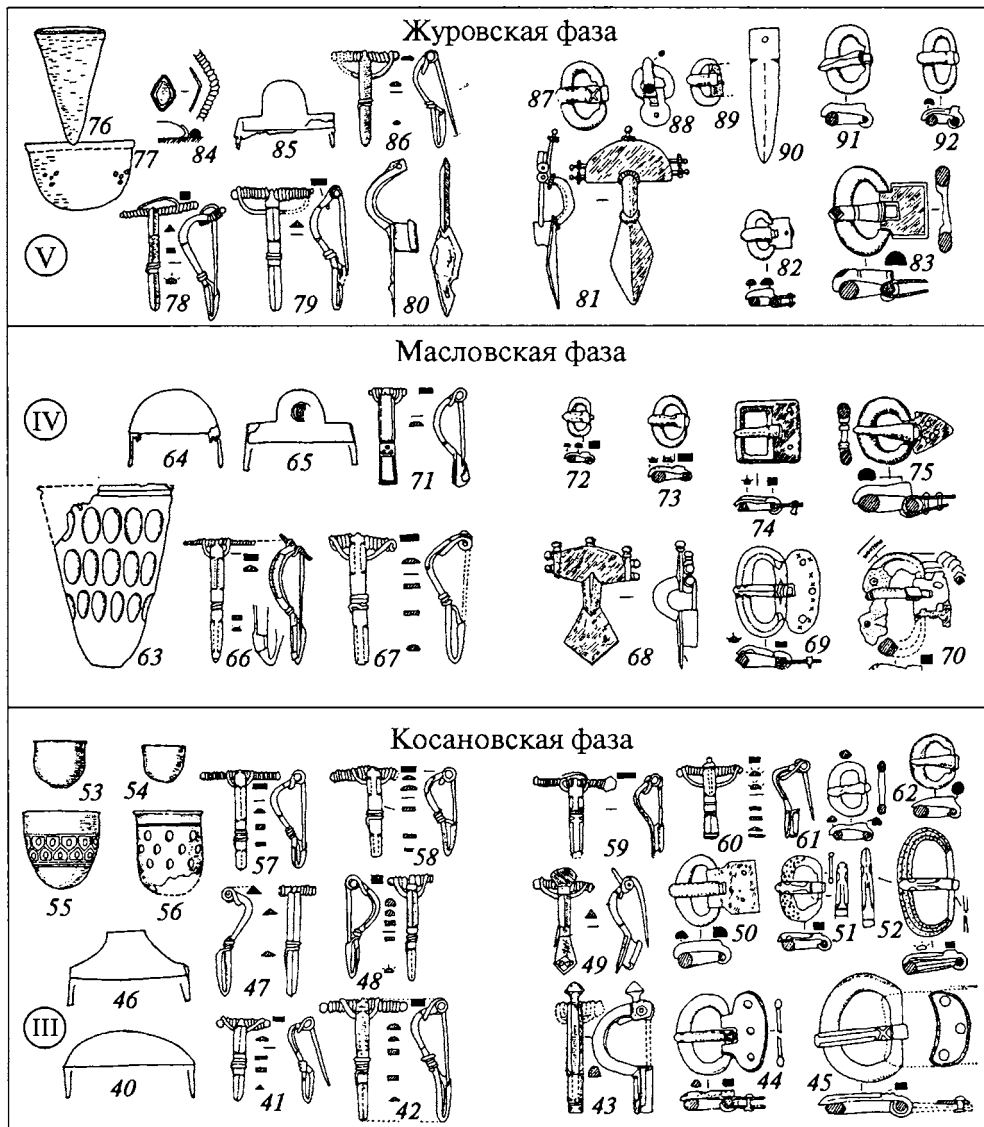 Журовская фаза
76 77 84 85 86 87 88 89 90 91 92
V 78 79 80 81 82 83
Масловская фаза
IV 64 65 71 72 73 74 75
63 66 67 68 69 70
Косановская фаза
53 54 57 58 59 60 61 62
55 56 47 48 49 50 51 52
46
III 40 41 42 43 44 45